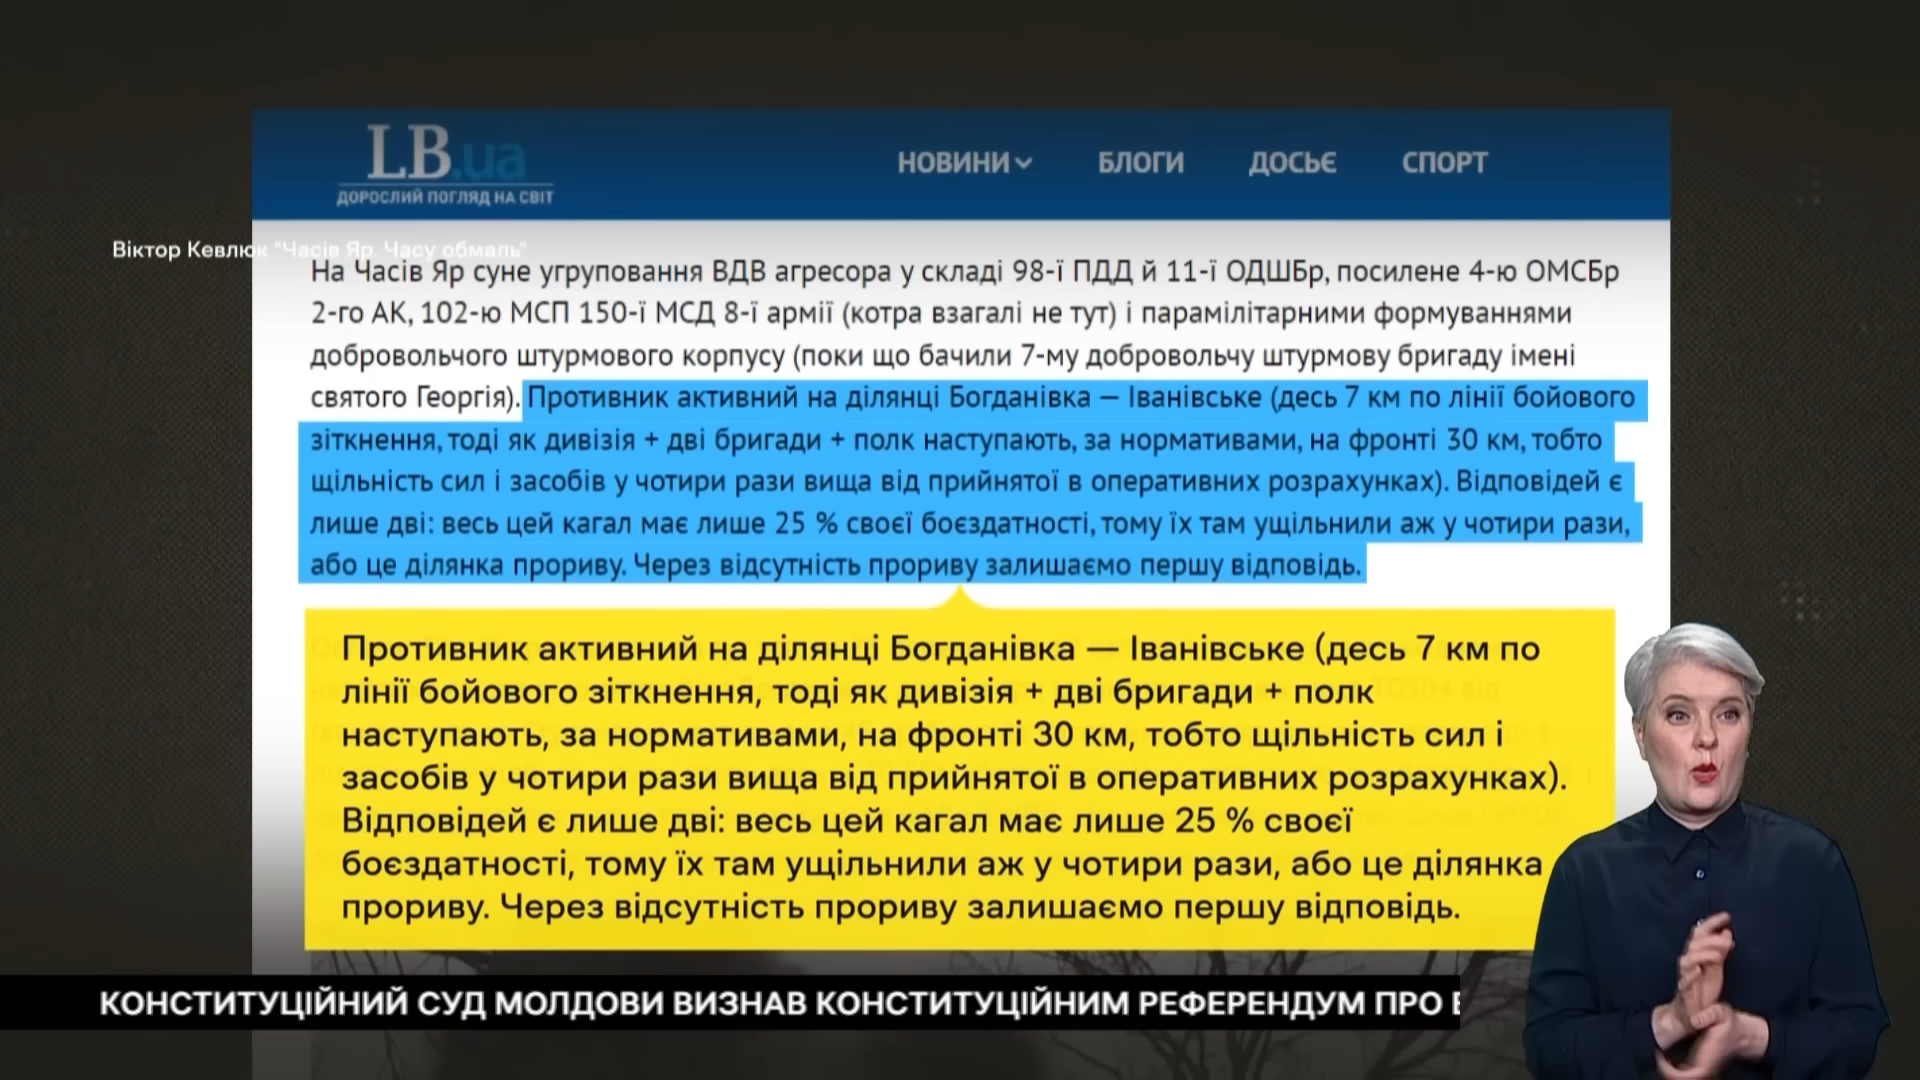 LB.ua
ДОРОСЛИЙ ПОГЛЯД НА СВІТ
НОВИНИ БЛОГИ ДОСЬЄ СПОРТ
Віктор Кевлюк "Часів Яр. Часу обмаль"
На Часів Яр суне угруповання ВДВ агресора у складі 98-ї ПДД й 11-ї ОДШБр, посилене 4-ю ОМСБр
2-го АК, 102-ю МСП 150-ї МСД 8-ї армії (котра взагалі не тут) і парамілітарними формуваннями
добровольчого штурмового корпусу (поки що бачили 7-му добровольчу штурмову бригаду імені
святого Георгія). Противник активний на ділянці Богданівка — Іванівське (десь 7 км по лінії бойового
зіткнення, тоді як дивізія + дві бригади + полк наступають, за нормативами, на фронті 30 км, тобто
щільність сил і засобів у чотири рази вища від прийнятої в оперативних розрахунках). Відповідей є
лише дві: весь цей кагал має лише 25 % своєї боєздатності, тому їх там ущільнили аж у чотири рази,
або це ділянка прориву. Через відсутність прориву залишаємо першу відповідь.
Противник активний на ділянці Богданівка — Іванівське (десь 7 км по
лінії бойового зіткнення, тоді як дивізія + дві бригади + полк
наступають, за нормативами, на фронті 30 км, тобто щільність сил і
засобів у чотири рази вища від прийнятої в оперативних розрахунках).
Відповідей є лише дві: весь цей кагал має лише 25 % своєї
боєздатності, тому їх там ущільнили аж у чотири рази, або це ділянка
прориву. Через відсутність прориву залишаємо першу відповідь.
КОНСТИТУЦІЙНИЙ СУД МОЛДОВИ ВИЗНАВ КОНСТИТУЦІЙНИМ РЕФЕРЕНДУМ ПРО